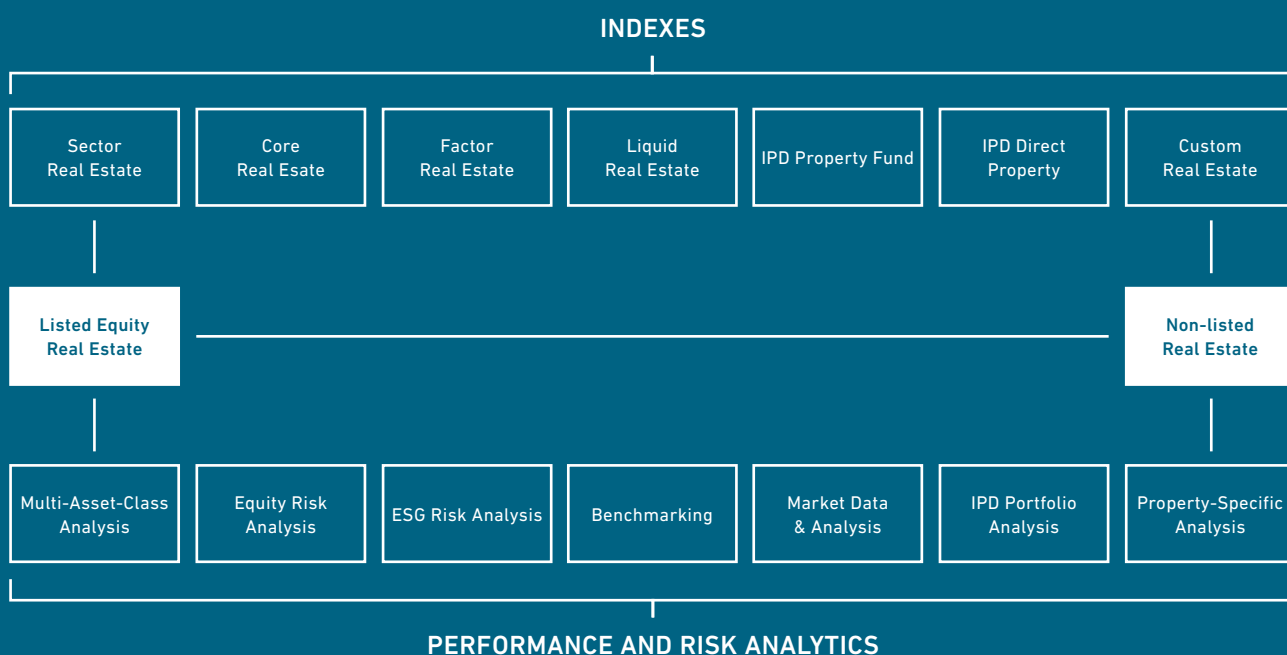 INDEXES
Sector
Real Estate
Core
Real Esate
Factor
Real Estate
Liquid
Real Estate
IPD Property Fund
IPD Direct
Property
Custom
Real Estate
Listed Equity
Real Estate
Non-listed
Real Estate
Multi-Asset-Class
Analysis
Equity Risk
Analysis
ESG Risk Analysis
Benchmarking
Market Data
& Analysis
IPD Portfolio
Analysis
Property-Specific
Analysis
PERFORMANCE AND RISK ANALYTICS